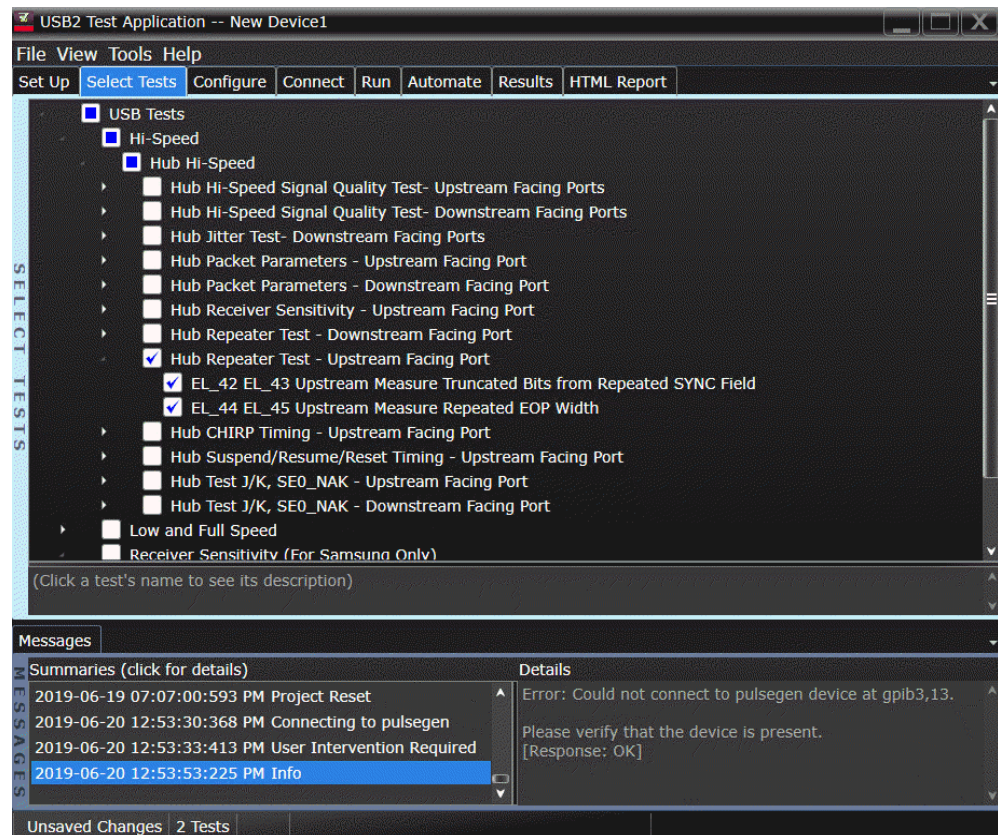 USB2 Test Application -- New Device1
File View Tools Help
Set Up Select Tests Configure Connect Run Automate Results HTML Report
SELECT TESTS
USB Tests
Hi-Speed
Hub Hi-Speed
Hub Hi-Speed Signal Quality Test- Upstream Facing Ports
Hub Hi-Speed Signal Quality Test- Downstream Facing Ports
Hub Jitter Test- Downstream Facing Ports
Hub Packet Parameters - Upstream Facing Port
Hub Packet Parameters - Downstream Facing Port
Hub Receiver Sensitivity - Upstream Facing Port
Hub Repeater Test - Downstream Facing Port
Hub Repeater Test - Upstream Facing Port
EL_42 EL_43 Upstream Measure Truncated Bits from Repeated SYNC Field
EL_44 EL_45 Upstream Measure Repeated EOP Width
Hub CHIRP Timing - Upstream Facing Port
Hub Suspend/Resume/Reset Timing - Upstream Facing Port
Hub Test J/K, SE0_NAK - Upstream Facing Port
Hub Test J/K, SE0_NAK - Downstream Facing Port
Low and Full Speed
Receiver Sensitivity (For Samsung Only)
(Click a test's name to see its description)
Messages
MESSAGES
Summaries (click for details)
2019-06-19 07:07:00:593 PM Project Reset
2019-06-20 12:53:30:368 PM Connecting to pulsegen
2019-06-20 12:53:33:413 PM User Intervention Required
2019-06-20 12:53:53:225 PM Info
Details
Error: Could not connect to pulsegen device at gpib3,13.
Please verify that the device is present.
[Response: OK]
Unsaved Changes 2 Tests